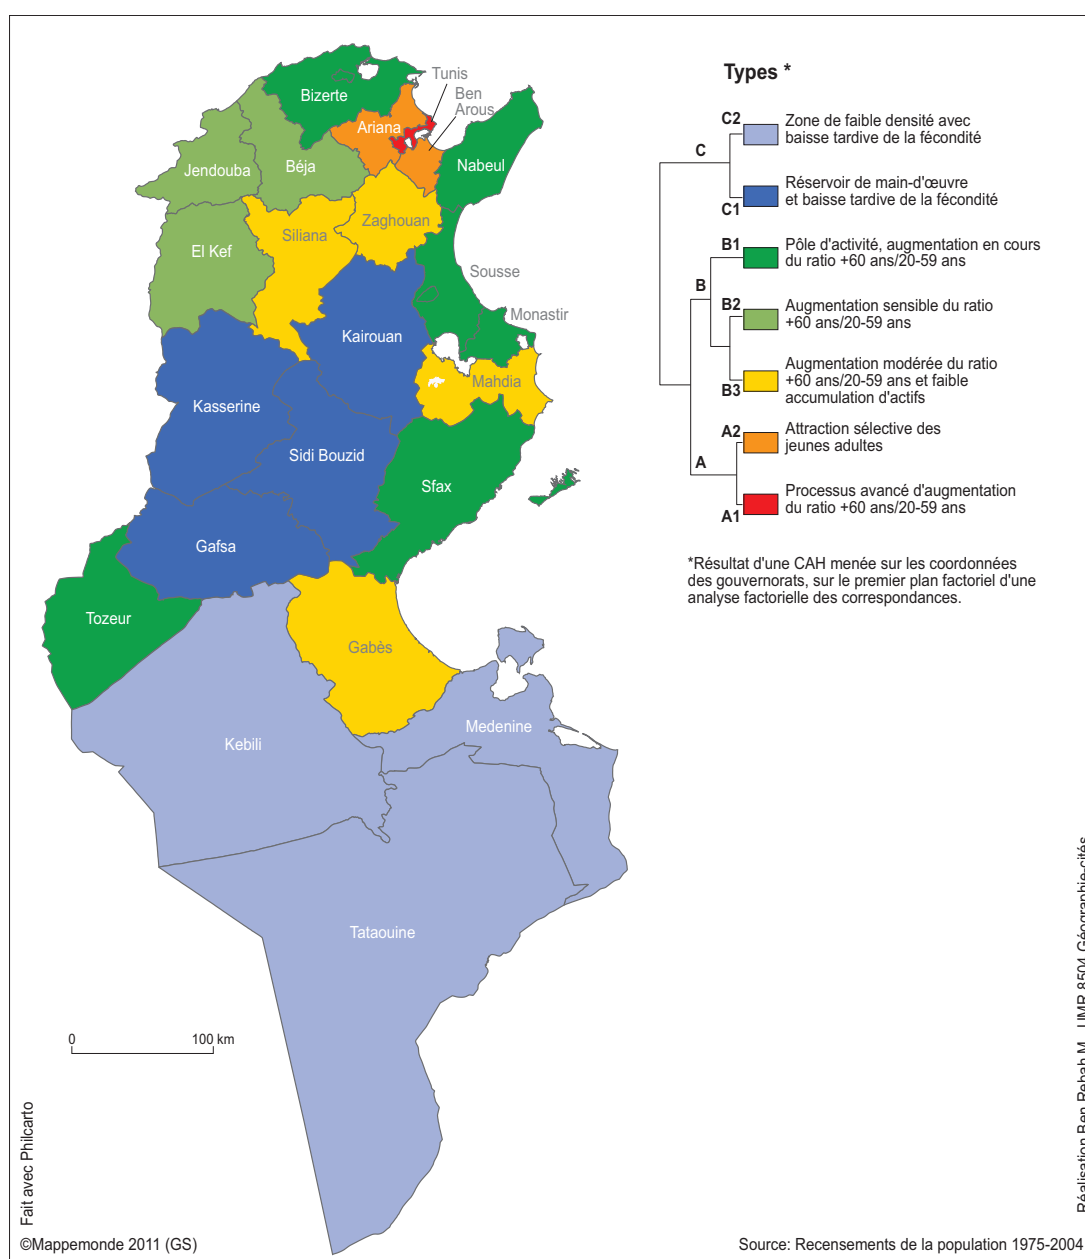 Tunis
Ben
Arous
Bizerte
Ariana
Nabeul
Jendouba
Béja
Zaghouan
Siliana
El Kef
Sousse
Monastir
Kairouan
Mahdia
Kasserine
Sidi Bouzid
Sfax
Gafsa
Tozeur
Gabès
Medenine
Kebili
Tataouine
Types *
C2
Zone de faible densité avec
baisse tardive de la fécondité
C
Réservoir de main-d'œuvre
et baisse tardive de la fécondité
C1
B1
Pôle d'activité, augmentation en cours
du ratio +60 ans/20-59 ans
B
B2
Augmentation sensible du ratio
+60 ans/20-59 ans
Augmentation modérée du ratio
+60 ans/20-59 ans et faible
accumulation d'actifs
B3
A2
Attraction sélective des
jeunes adultes
A
Processus avancé d'augmentation
du ratio +60 ans/20-59 ans
A1
*Résultat d'une CAH menée sur les coordonnées
des gouvernorats, sur le premier plan factoriel d'une
analyse factorielle des correspondances.
0 100 km
Fait avec Philcarto
©Mappemonde 2011 (GS)
Source: Recensements de la population 1975-2004
Réalisation Ben Rebah M., UMR 8504 Géographie-cités